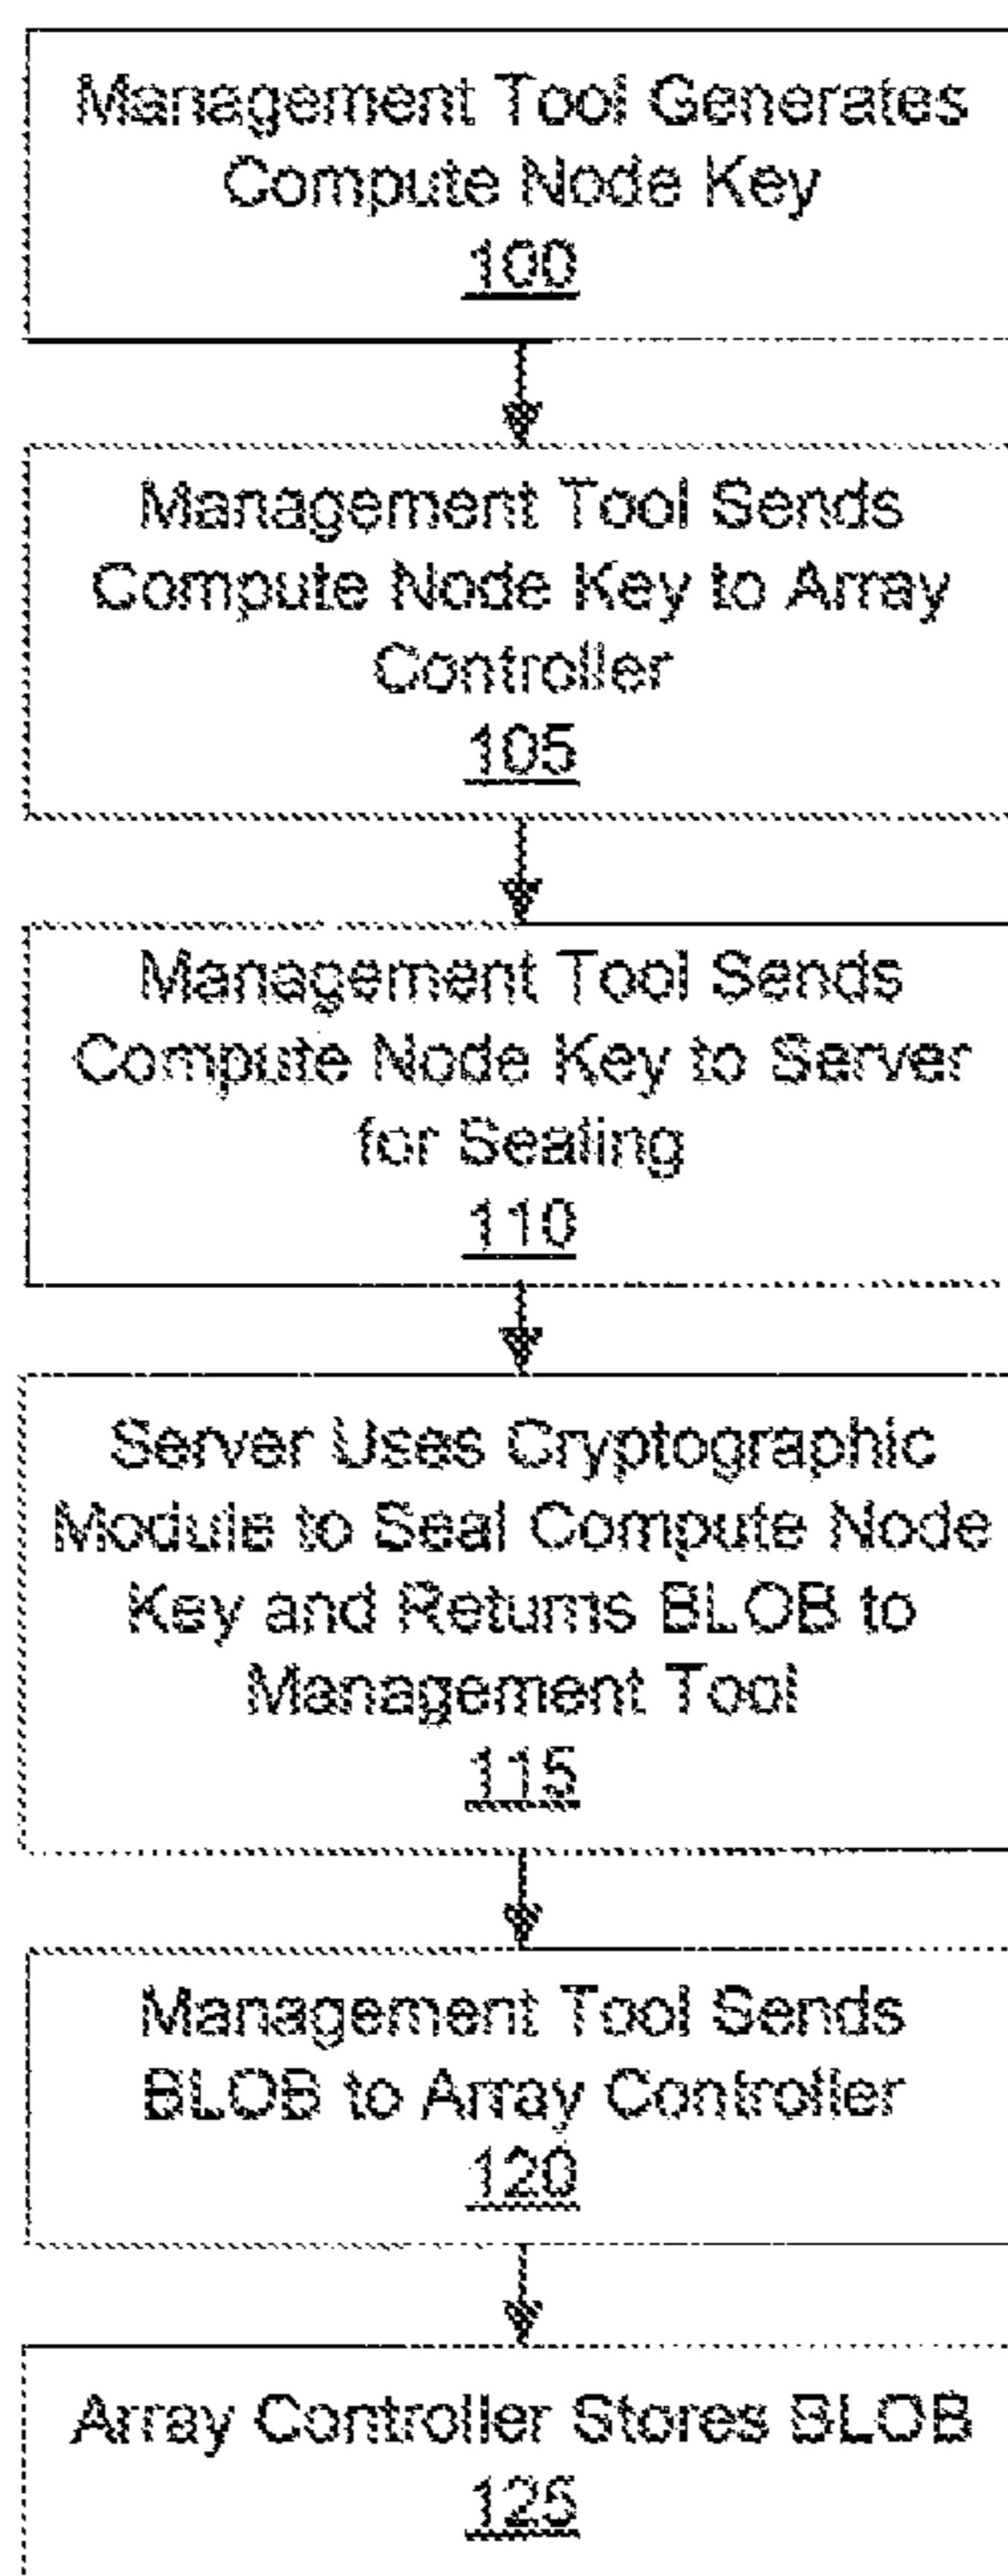 Management Tool Generates
Compute Node Key
100
Management Tool Sends
Compute Node Key to Array
Controller
105
Management Tool Sends
Compute Node Key to Server
for Sealing
110
Server Uses Cryptographic
Module to Seal Compute Node
Key and Returns BLOB to
Management Tool
115
Management Tool Sends
BLOB to Array Controller
120
Array Controller Stores BLOB
125